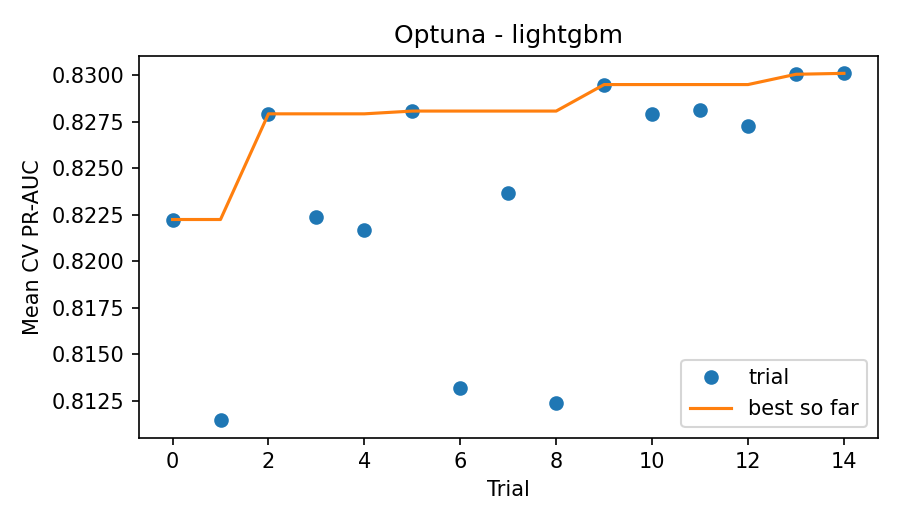 Optuna - lightgbm
Mean CV PR-AUC
0.8300
0.8275
0.8250
0.8225
0.8200
0.8175
0.8150
0.8125
trial
best so far
0 2 4 6 8 10 12 14
Trial